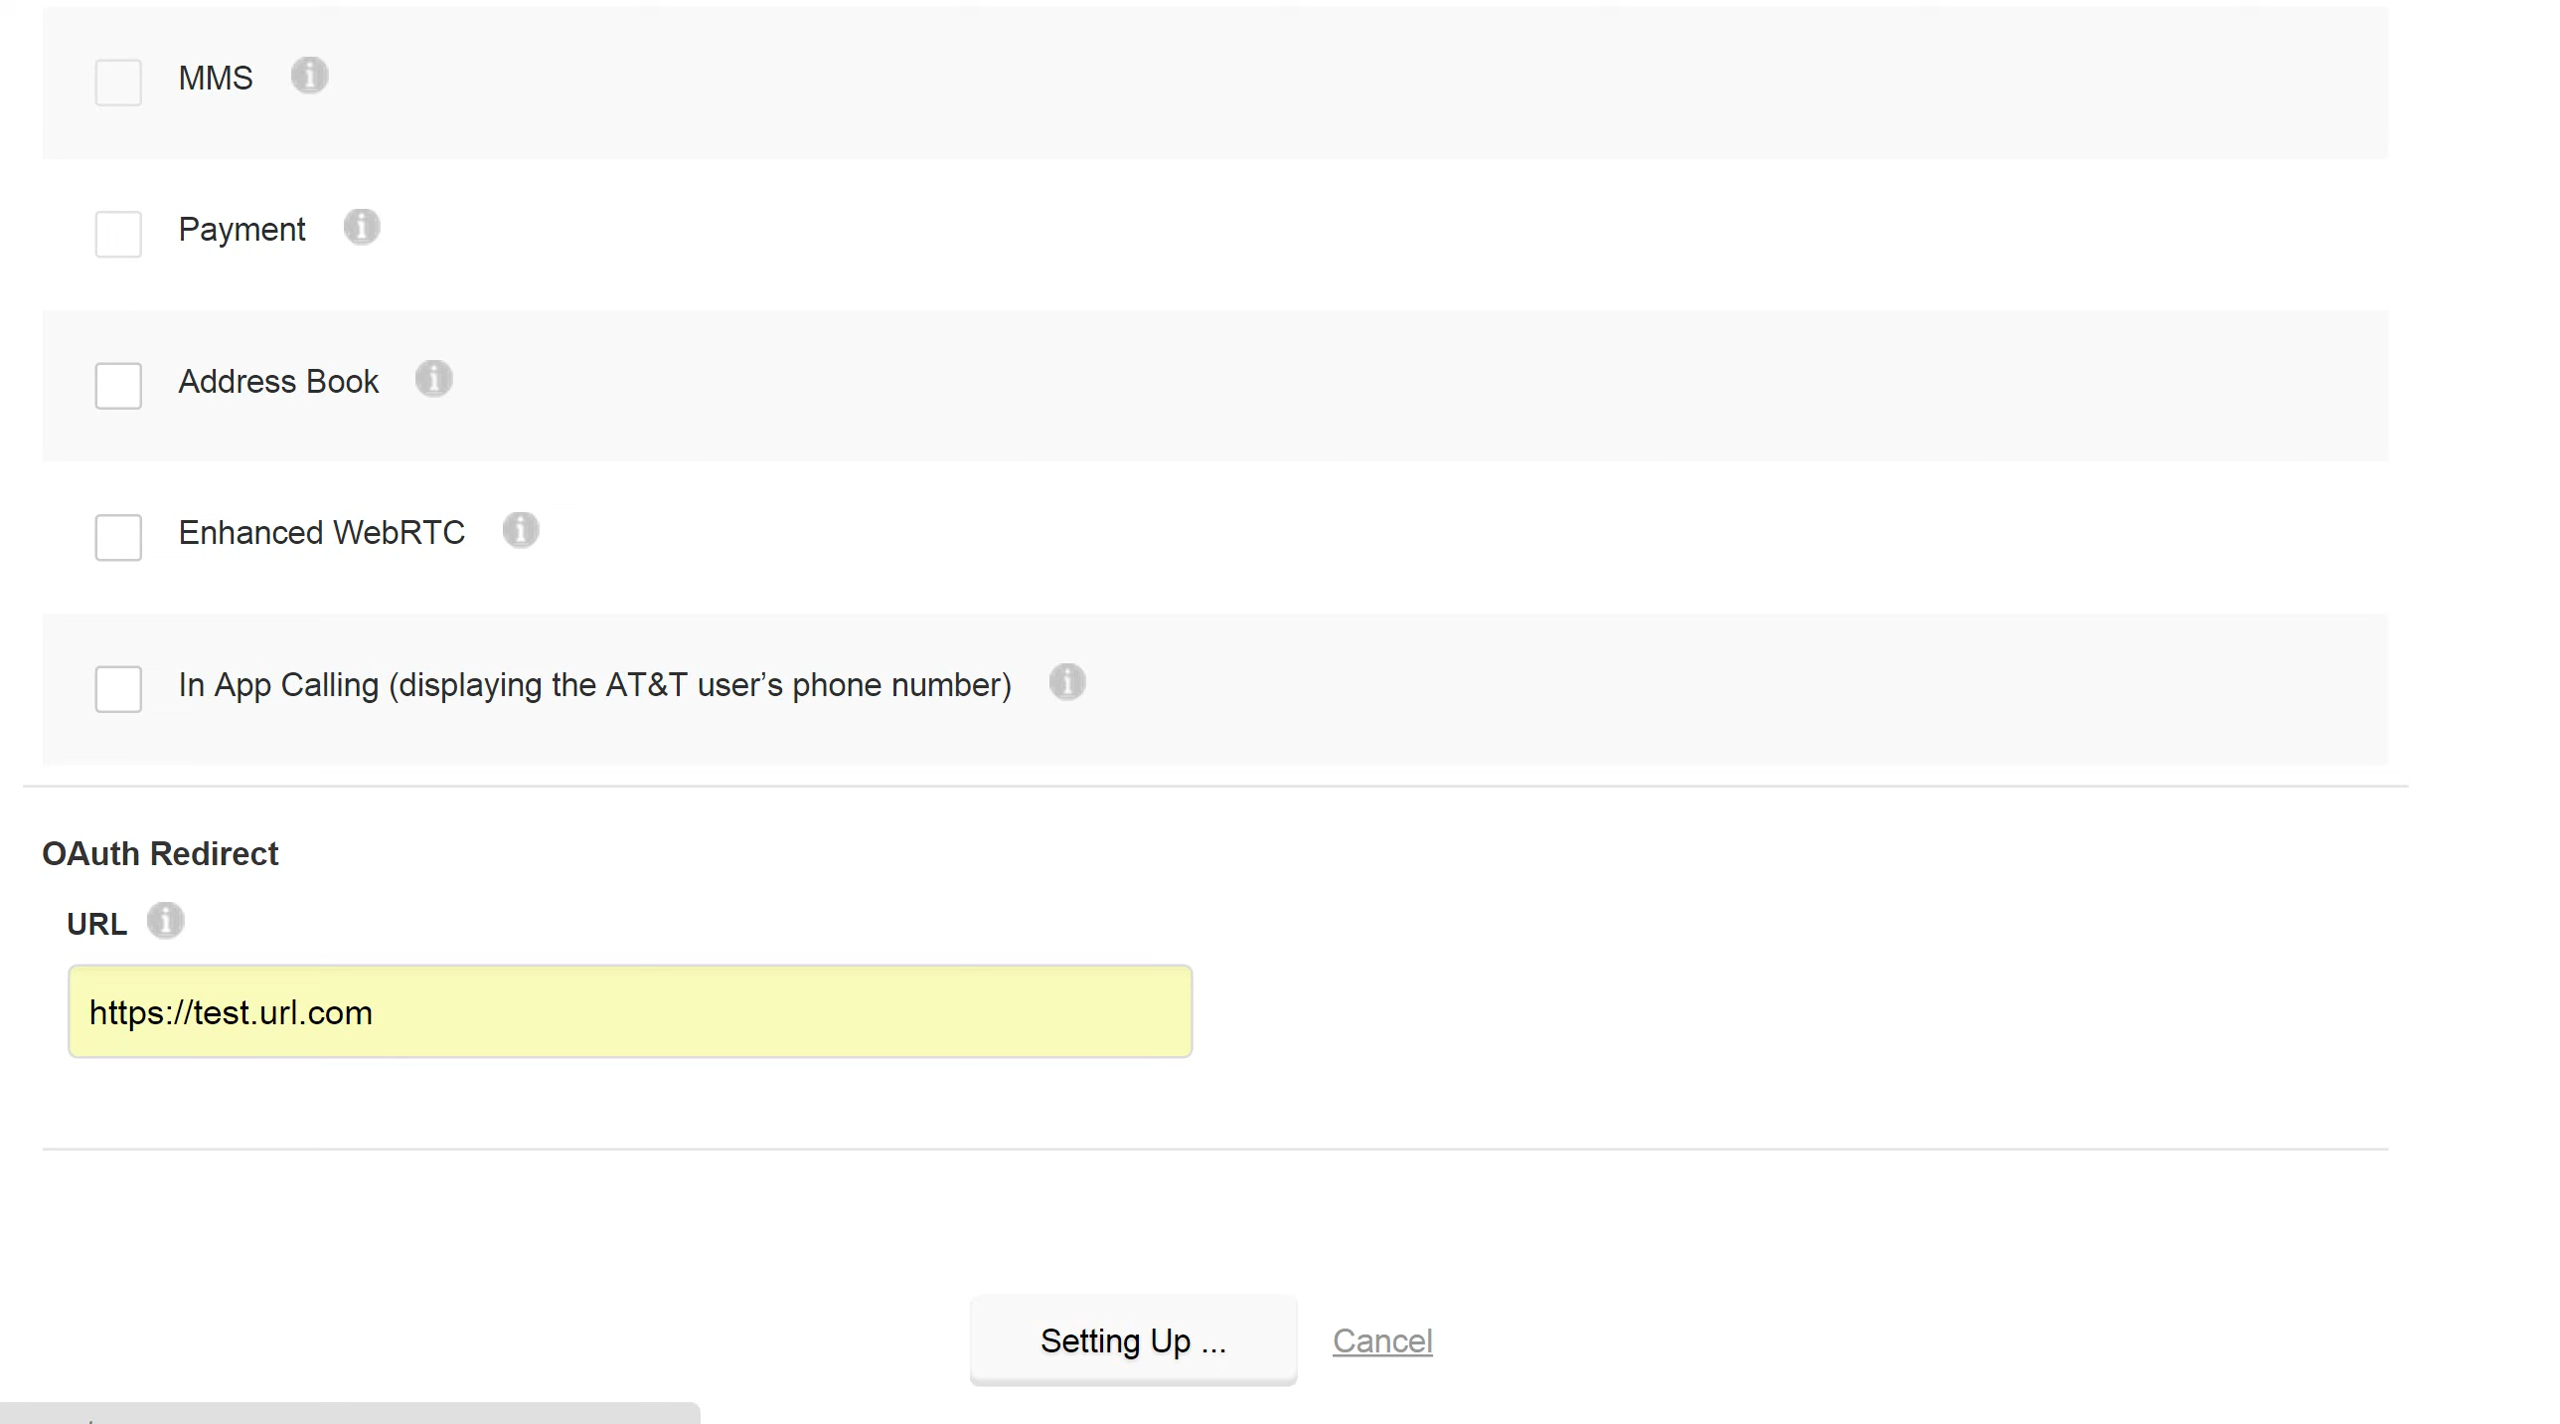 MMS
Payment
Address Book
Enhanced WebRTC
In App Calling (displaying the AT&T user’s phone number)
OAuth Redirect
URL
https://test.url.com
Setting Up ...
Cancel